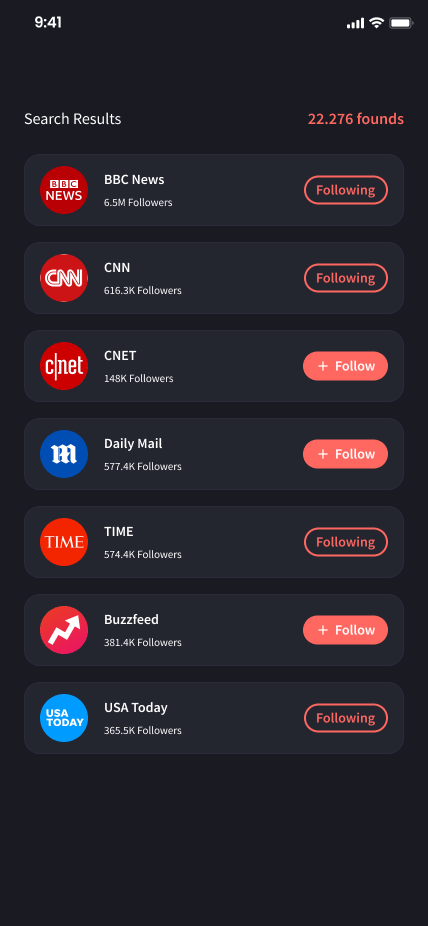 9:41
Search Results
22.276 founds
BBC
NEWS
BBC News
6.5M Followers
Following
CNN
CNN
616.3K Followers
Following
c|net
CNET
148K Followers
+ Follow
m
Daily Mail
577.4K Followers
+ Follow
TIME
TIME
574.4K Followers
Following
Buzzfeed
381.4K Followers
+ Follow
USA
TODAY
USA Today
365.5K Followers
Following